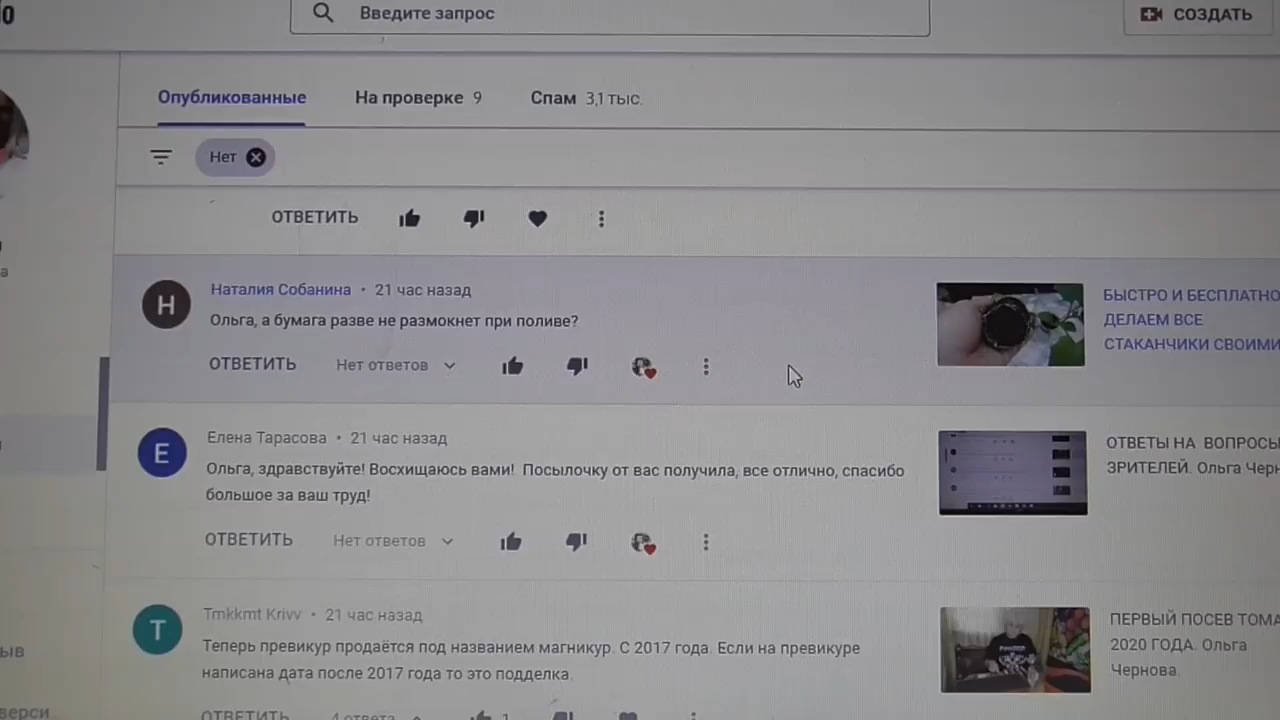 Введите запрос
СОЗДАТЬ
Опубликованные На проверке 9 Спам 3,1 тыс.
Нет
ОТВЕТИТЬ
Н
Наталия Собанина • 21 час назад
Ольга, а бумага разве не размокнет при поливе?
ОТВЕТИТЬ Нет ответов
БЫСТРО И БЕСПЛАТНО
ДЕЛАЕМ ВСЕ
СТАКАНЧИКИ СВОИМИ
Е
Елена Тарасова • 21 час назад
Ольга, здравствуйте! Восхищаюсь вами! Посылочку от вас получила, все отлично, спасибо
большое за ваш труд!
ОТВЕТИТЬ Нет ответов
ОТВЕТЫ НА ВОПРОСЫ
ЗРИТЕЛЕЙ. Ольга Черн
T
Tmkkmt Krivv • 21 час назад
Теперь превикур продаётся под названием магникур. С 2017 года. Если на превикуре
написана дата после 2017 года то это подделка.
ОТВЕТИТЬ 4 ответа 1
ПЕРВЫЙ ПОСЕВ ТОМА
2020 ГОДА. Ольга
Чернова.